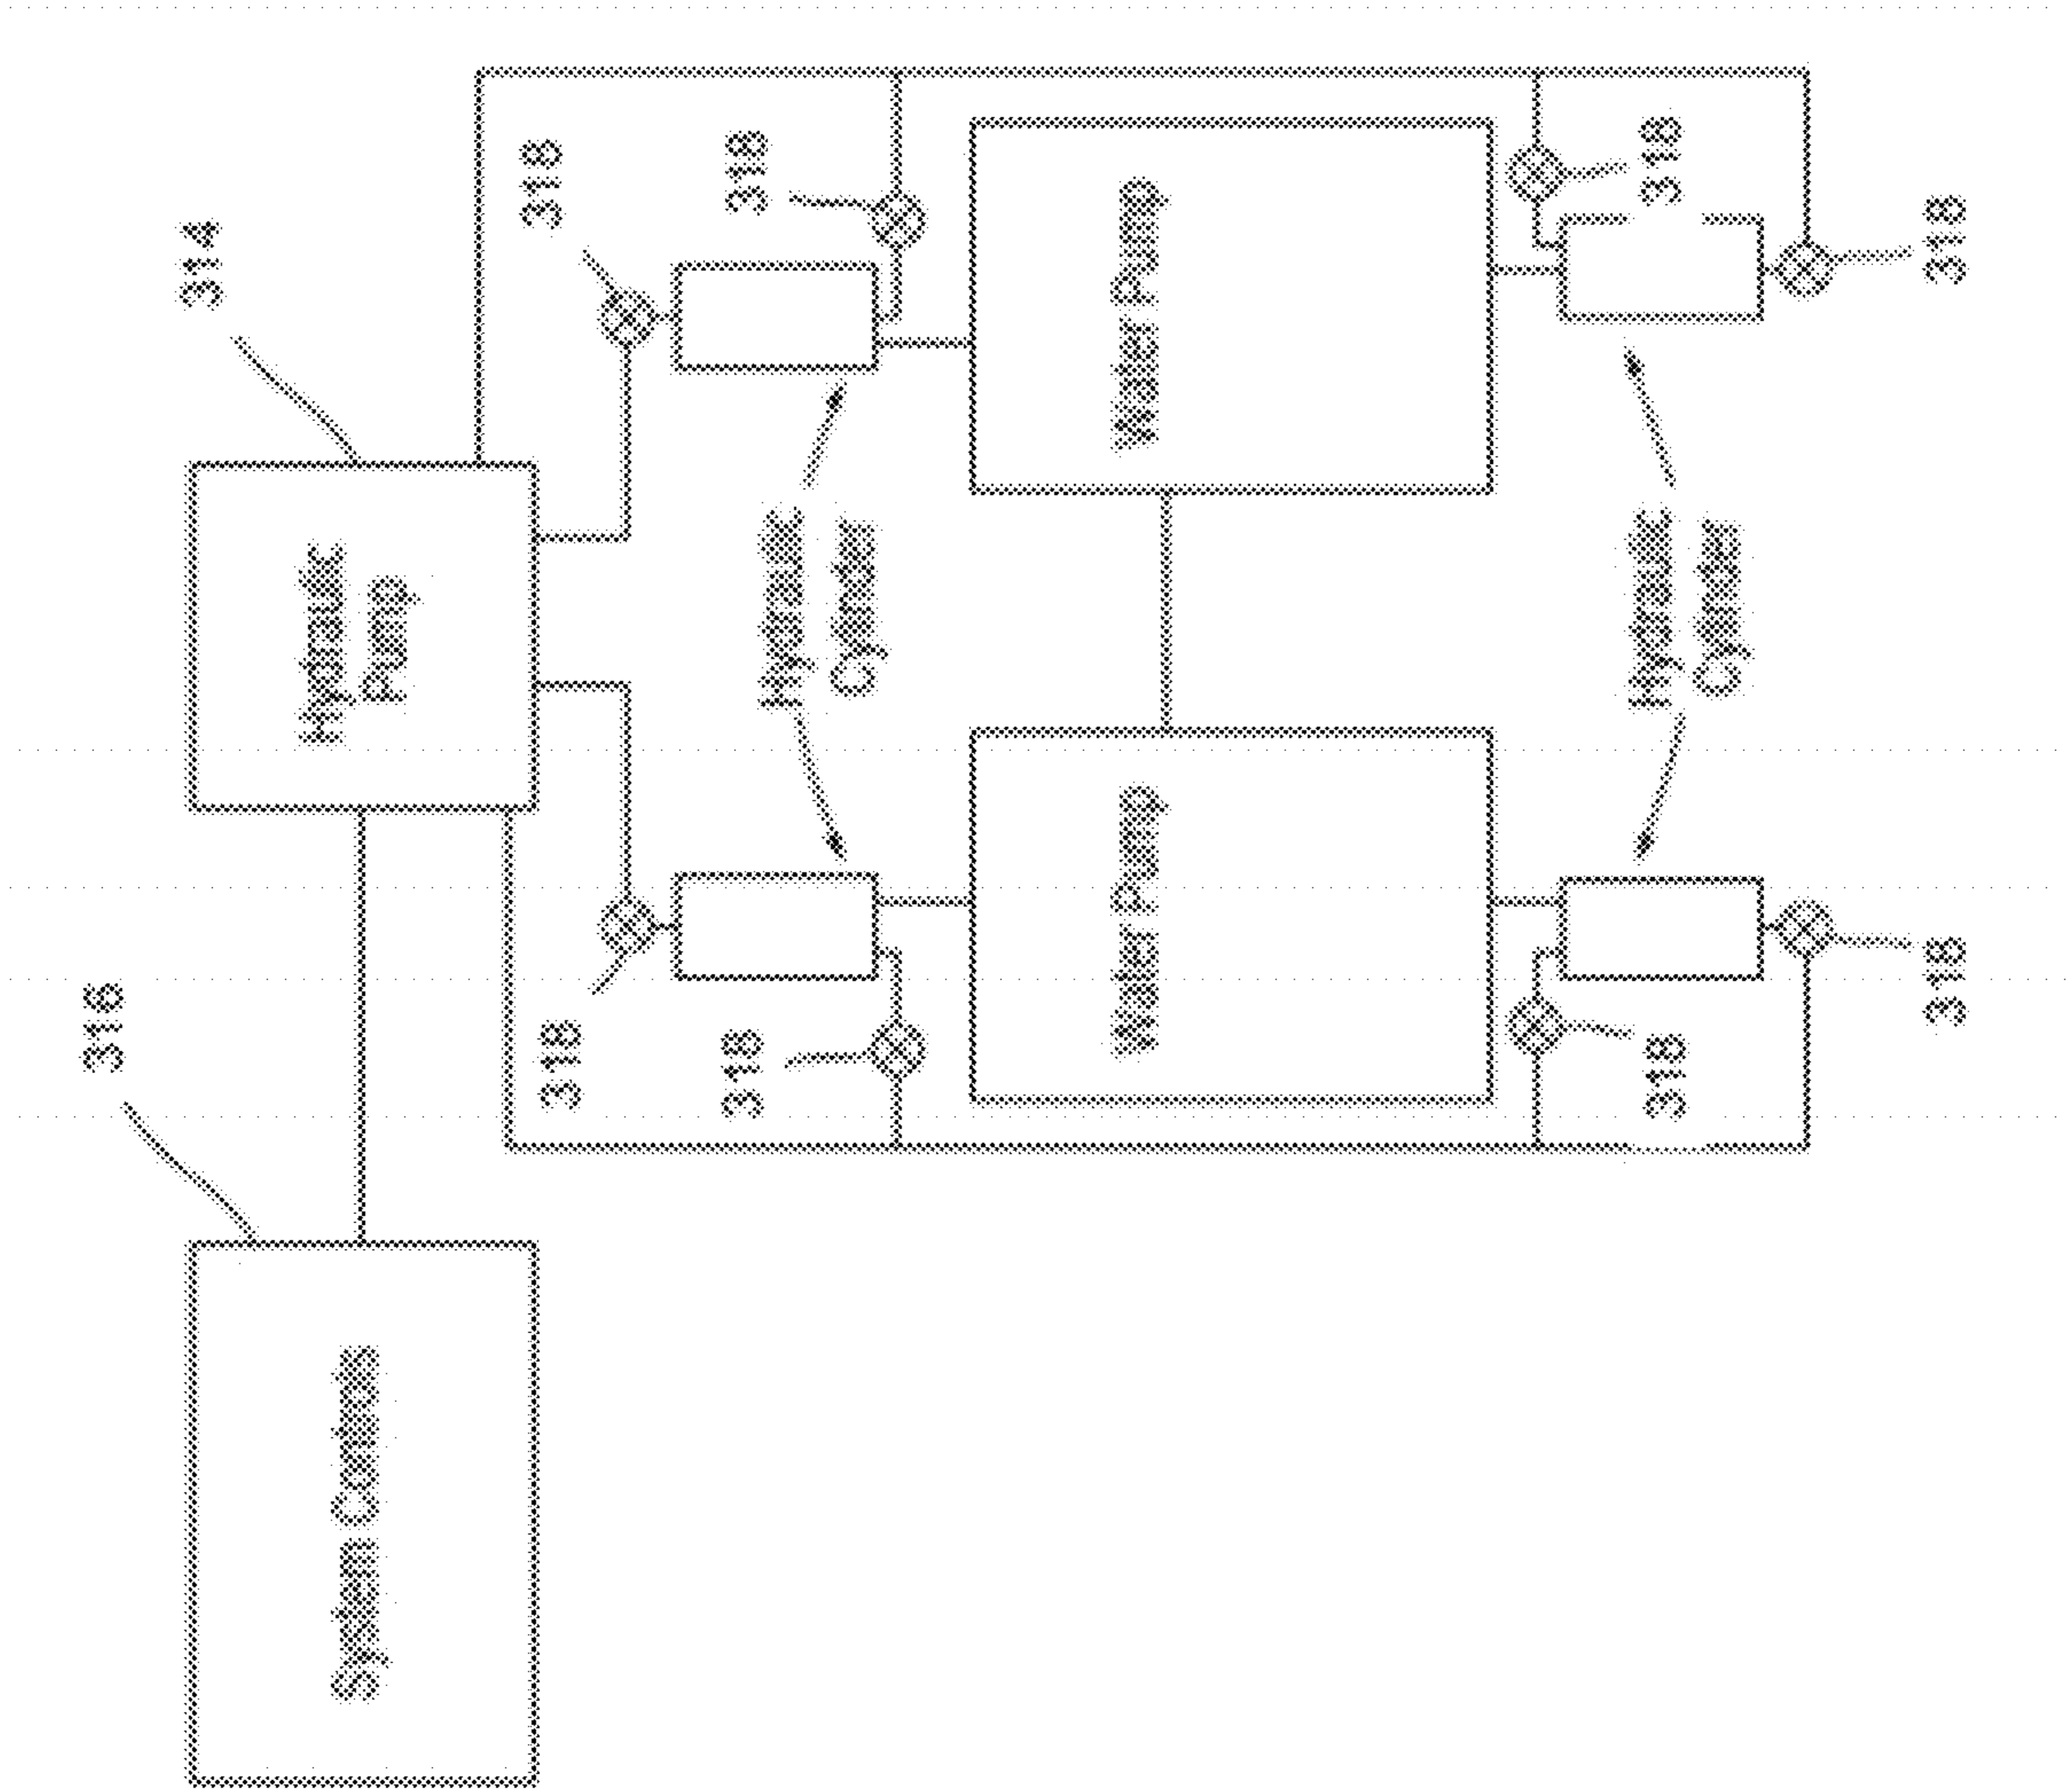 316
314
System Controls
Hydraulic
Pump
318
318
318
318
Hydraulic
Cylinder
Water Pump
Water Pump
318
318
Hydraulic
Cylinder
318
318